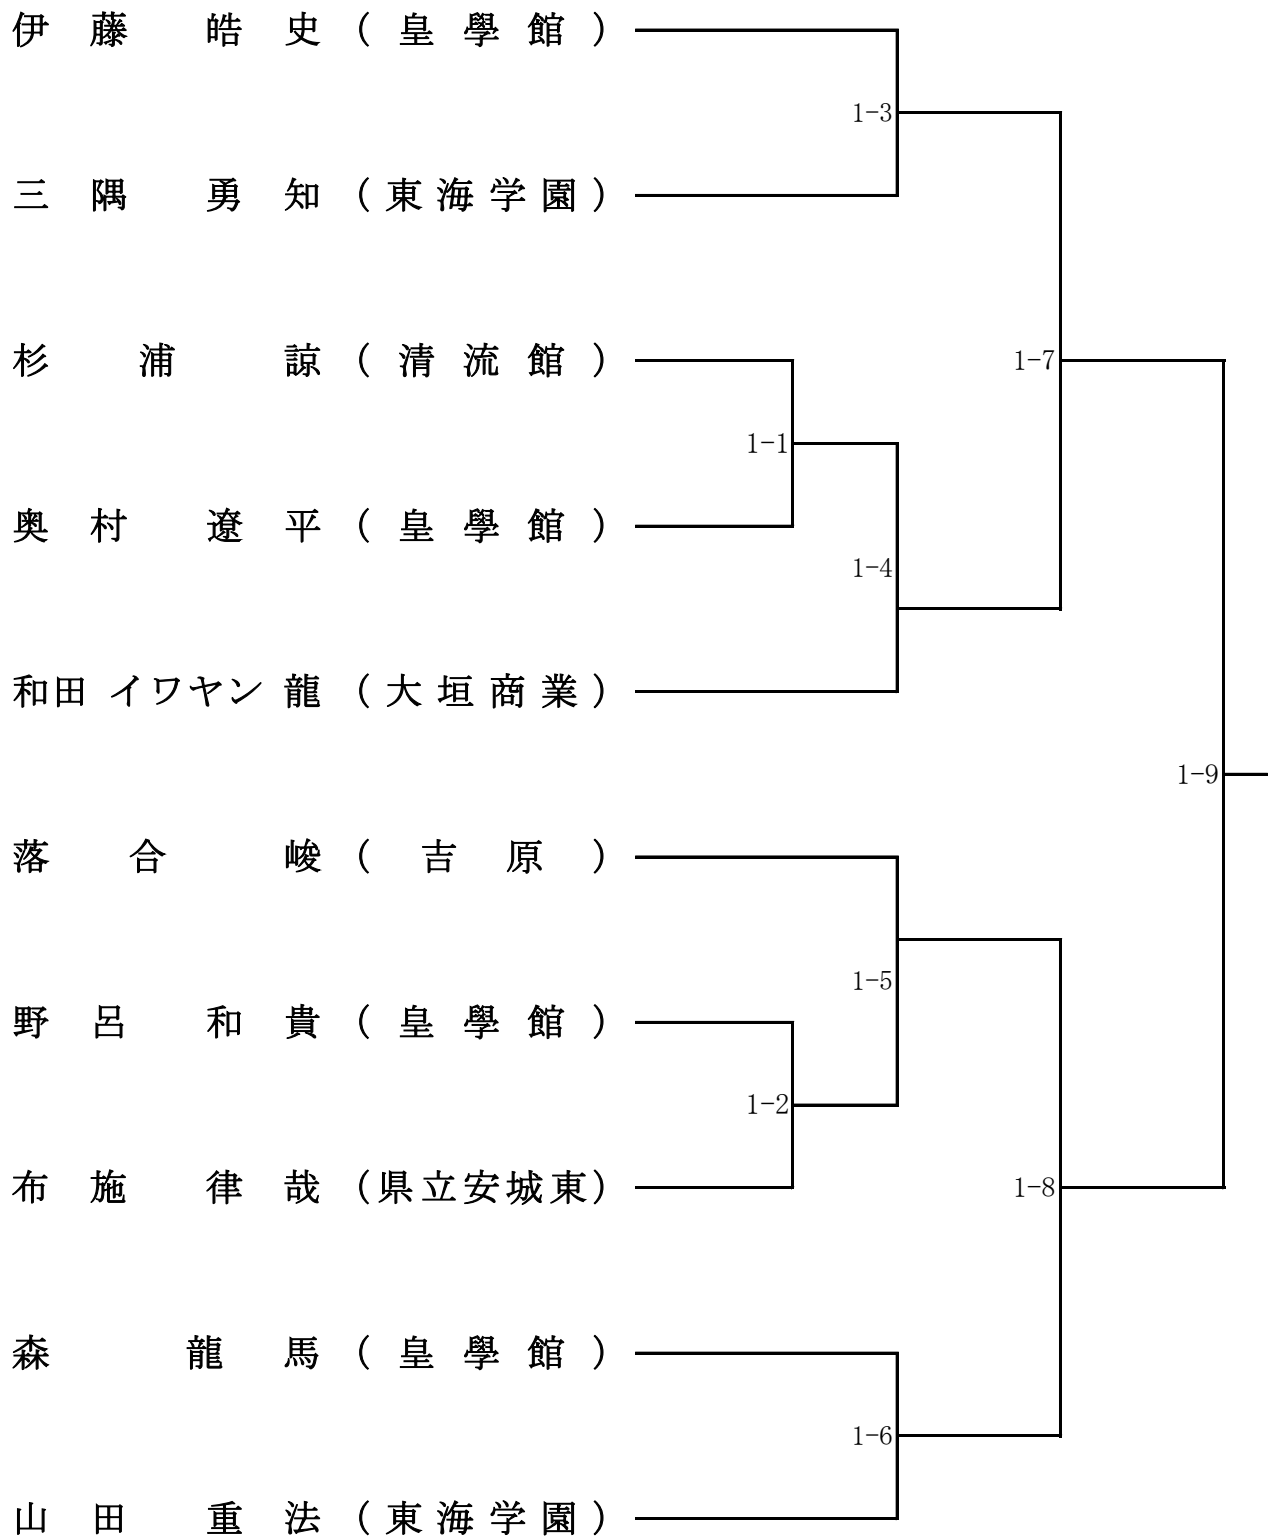 伊藤 皓史 (皇學館)
1-3
三隅 勇知 (東海学園)
杉浦 諒 (清流館)
1-7
1-1
奥村 遼平 (皇學館)
1-4
和田 イワヤン 龍 (大垣商業)
1-9
落合 峻 (吉原)
1-5
野呂 和貴 (皇學館)
1-2
布施 律哉 (県立安城東)
1-8
森 龍馬 (皇學館)
1-6
山田 重法 (東海学園)